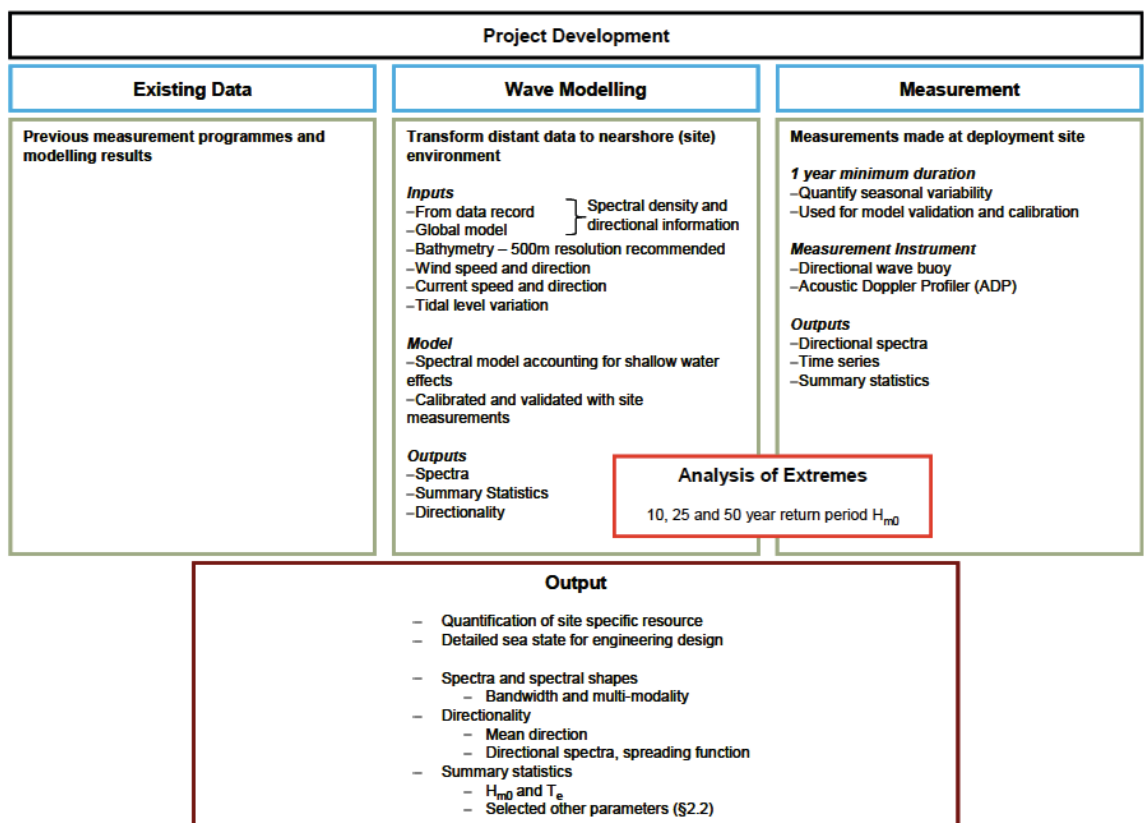 Project Development
Existing Data
Previous measurement programmes and
modelling results
Wave Modelling
Transform distant data to nearshore (site)
environment
Inputs
–From data record
–Global model
Spectral density and
directional information
–Bathymetry – 500m resolution recommended
–Wind speed and direction
–Current speed and direction
–Tidal level variation
Model
–Spectral model accounting for shallow water
effects
–Calibrated and validated with site
measurements
Outputs
–Spectra
–Summary Statistics
–Directionality
Measurement
Measurements made at deployment site
1 year minimum duration
–Quantify seasonal variability
–Used for model validation and calibration
Measurement Instrument
–Directional wave buoy
–Acoustic Doppler Profiler (ADP)
Outputs
–Directional spectra
–Time series
–Summary statistics
Analysis of Extremes
10, 25 and 50 year return period Hm0
Output
– Quantification of site specific resource
– Detailed sea state for engineering design
– Spectra and spectral shapes
– Bandwidth and multi-modality
– Directionality
– Mean direction
– Directional spectra, spreading function
– Summary statistics
– Hm0 and Te
– Selected other parameters (§2.2)